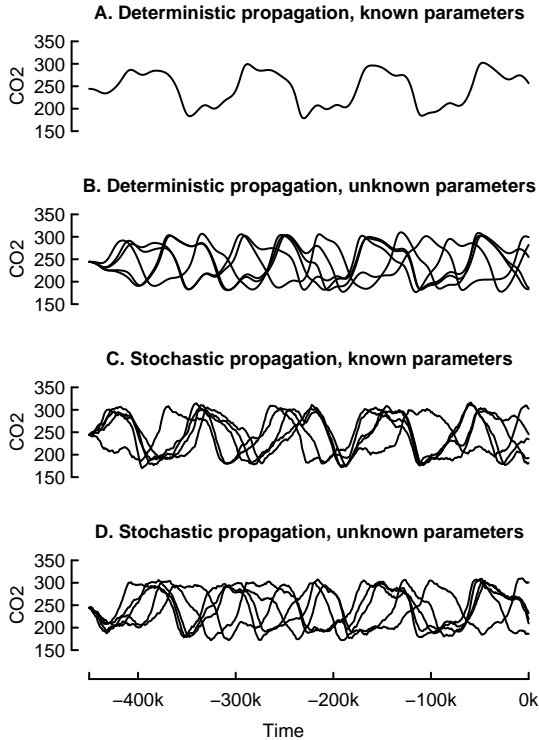 A. Deterministic propagation, known parameters
350
300
250
200
150
CO2
B. Deterministic propagation, unknown parameters
350
300
250
200
150
CO2
C. Stochastic propagation, known parameters
350
300
250
200
150
CO2
D. Stochastic propagation, unknown parameters
350
300
250
200
150
CO2
−400k −300k −200k −100k 0k
Time